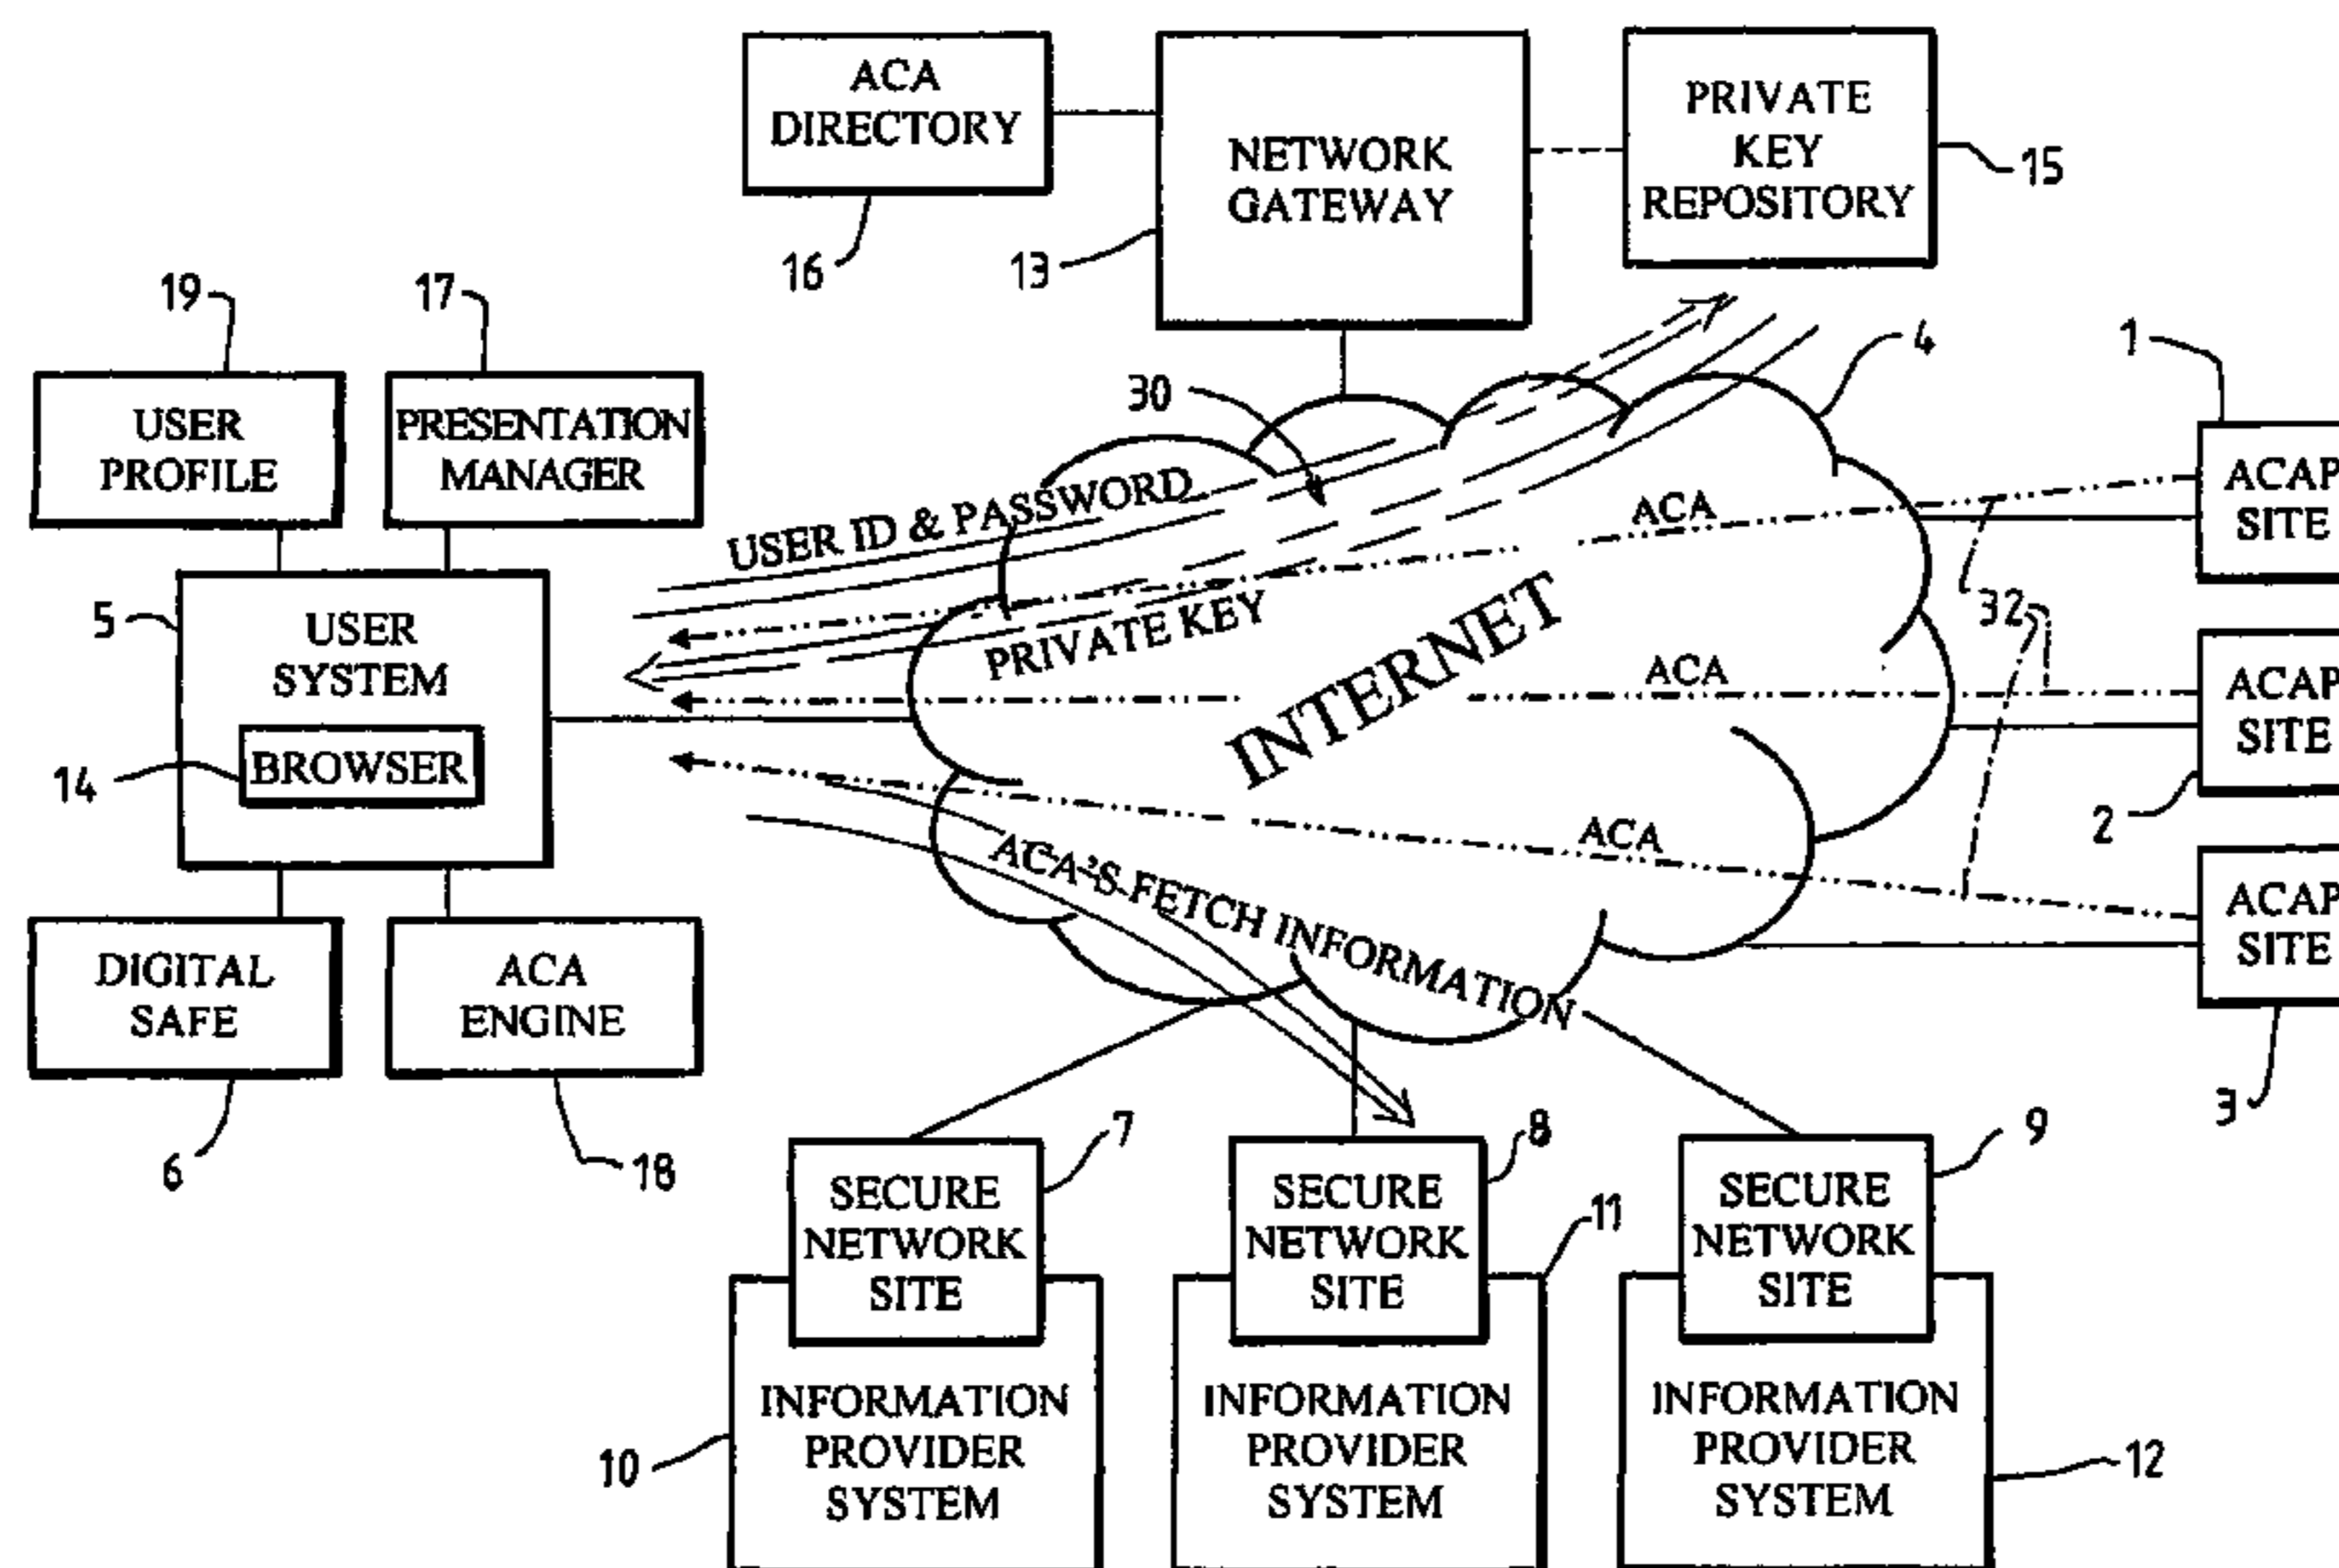 ACA
DIRECTORY
NETWORK
GATEWAY
PRIVATE
KEY
REPOSITORY
15
16
13
19
17
4
1
30
USER
PROFILE
PRESENTATION
MANAGER
ACAP
SITE
USER ID & PASSWORD
ACA
5
USER
SYSTEM
PRIVATE KEY
32
INTERNET
ACA
ACAP
SITE
14
BROWSER
2
ACA
ACA'S FETCH INFORMATION
ACAP
SITE
DIGITAL
SAFE
ACA
ENGINE
3
6
18
7
8
9
SECURE
NETWORK
SITE
SECURE
NETWORK
SITE
SECURE
NETWORK
SITE
11
INFORMATION
PROVIDER
SYSTEM
INFORMATION
PROVIDER
SYSTEM
INFORMATION
PROVIDER
SYSTEM
10
12